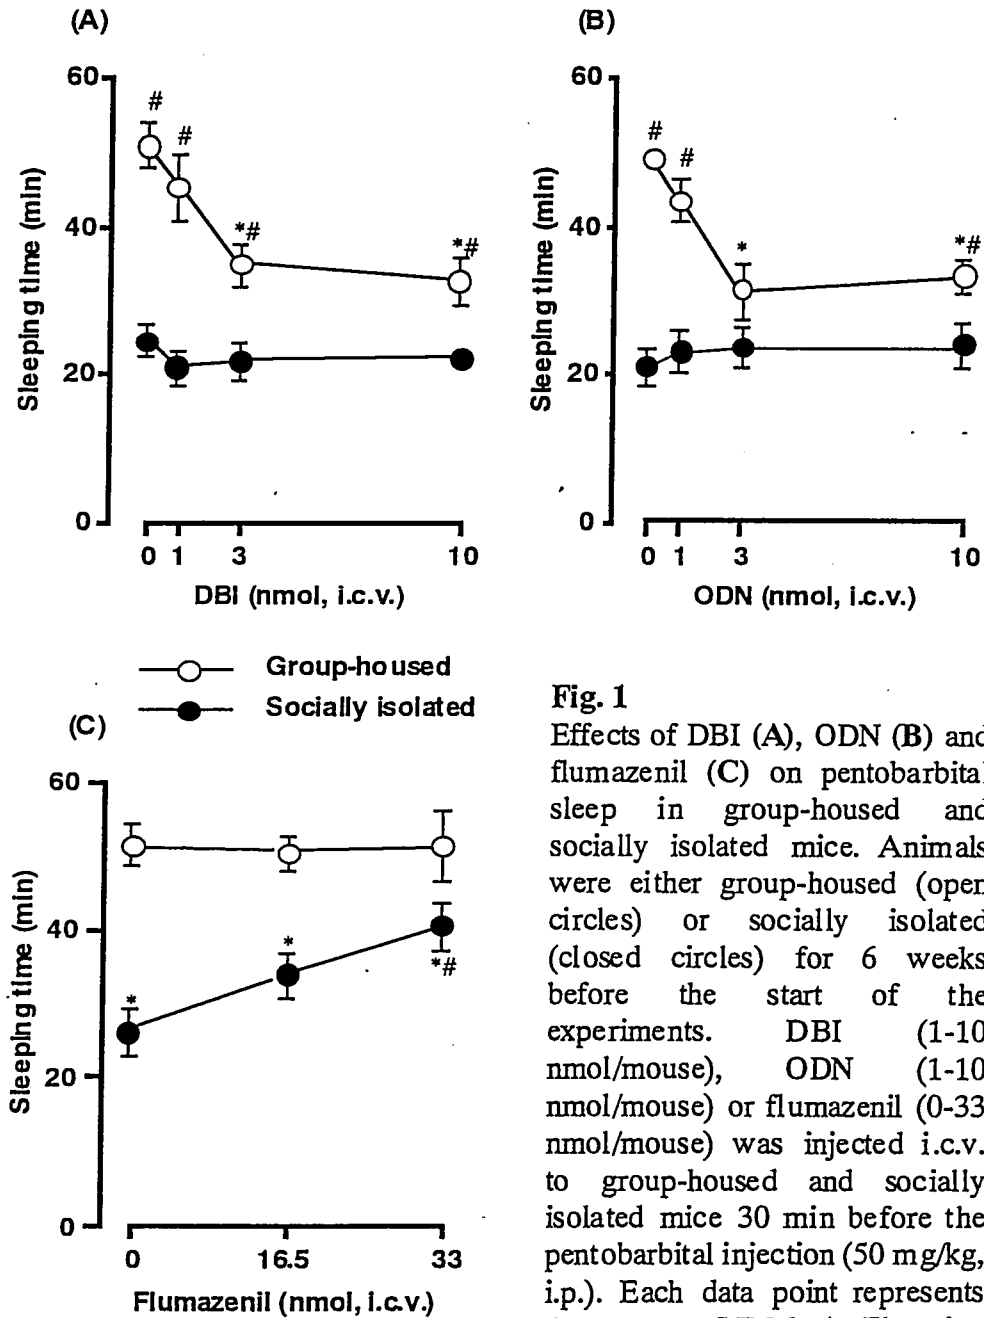 (A)
60
#
#
*#
*#
40
20
0
Sleeping time (min)
0 1 3 10
DBI (nmol, i.c.v.)
(B)
60
#
#
*
*#
40
20
0
Sleeping time (min)
0 1 3 10
ODN (nmol, i.c.v.)
Group-housed
Socially isolated
(C)
60
40
20
0
*
*
*#
Sleeping time (min)
0 16.5 33
Flumazenil (nmol, i.c.v.)
Fig. 1
Effects of DBI (A), ODN (B) and
flumazenil (C) on pentobarbital
sleep in group-housed and
socially isolated mice. Animals
were either group-housed (open
circles) or socially isolated
(closed circles) for 6 weeks
before the start of the
experiments. DBI (1-10
nmol/mouse), ODN (1-10
nmol/mouse) or flumazenil (0-33
nmol/mouse) was injected i.c.v.
to group-housed and socially
isolated mice 30 min before the
pentobarbital injection (50 mg/kg,
i.p.). Each data point represents